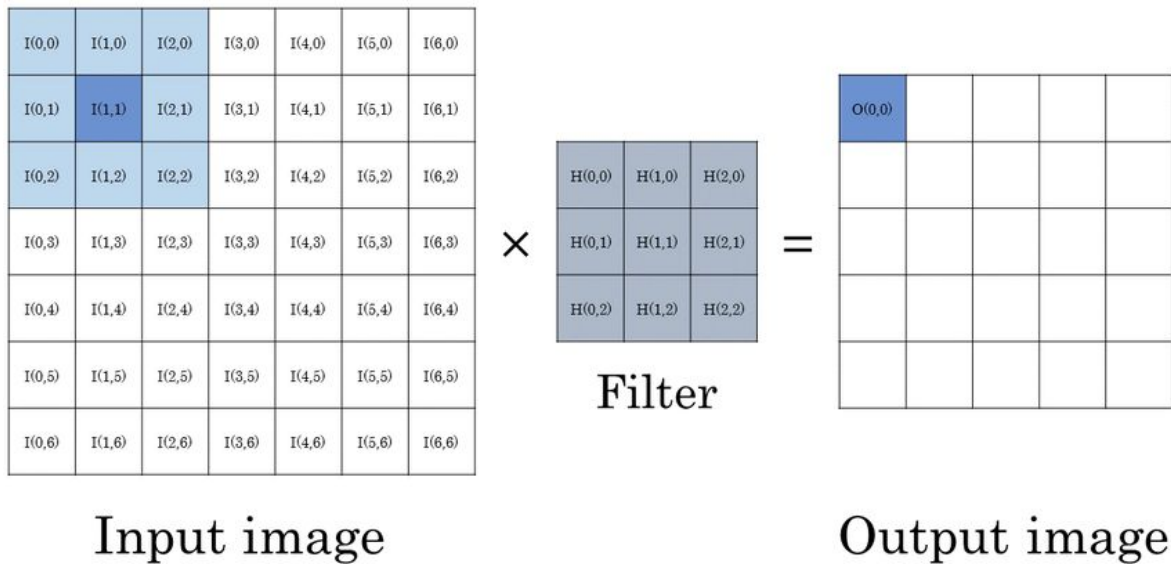 I(0,0) I(1,0) I(2,0) I(3,0) I(4,0) I(5,0) I(6,0)
I(0,1) I(1,1) I(2,1) I(3,1) I(4,1) I(5,1) I(6,1)
I(0,2) I(1,2) I(2,2) I(3,2) I(4,2) I(5,2) I(6,2)
I(0,3) I(1,3) I(2,3) I(3,3) I(4,3) I(5,3) I(6,3)
I(0,4) I(1,4) I(2,4) I(3,4) I(4,4) I(5,4) I(6,4)
I(0,5) I(1,5) I(2,5) I(3,5) I(4,5) I(5,5) I(6,5)
I(0,6) I(1,6) I(2,6) I(3,6) I(4,6) I(5,6) I(6,6)
Input image
×
H(0,0) H(1,0) H(2,0)
H(0,1) H(1,1) H(2,1)
H(0,2) H(1,2) H(2,2)
Filter
=
O(0,0)
Output image